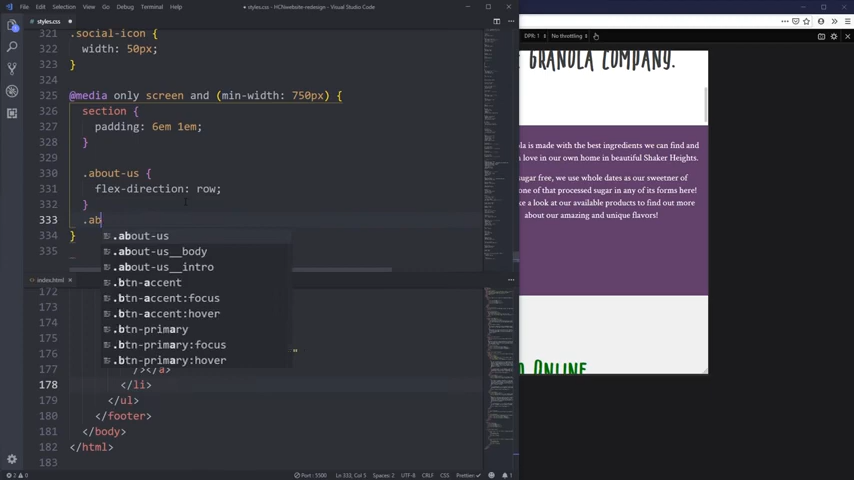 File Edit Selection View Go Debug Terminal Help
styles.css - HCNwebsite-redesign - Visual Studio Code
styles.css
321 .social-icon {
322 width: 50px;
323 }
324
325 @media only screen and (min-width: 750px) {
326 section {
327 padding: 6em 1em;
328 }
329
330 .about-us {
331 flex-direction: row;
332 }
333 .ab
334 }
335
.about-us
.about-us__body
.about-us__intro
.btn-accent
.btn-accent:focus
.btn-accent:hover
.btn-primary
.btn-primary:focus
.btn-primary:hover
index.html
172
173
174
175
176 "
177 /></a>
178 </li>
179 </ul>
180 </footer>
181 </body>
182 </html>
183
2 0
Port : 5500 Ln 333, Col 5 Spaces: 2 UTF-8 CRLF CSS Prettier 1
DPR: 1 No throttling
GRANOLA COMPANY.
la is made with the best ingredients we can find and
love in our own home in beautiful Shaker Heights.
sugar free, we use whole dates as our sweetner of
one of that processed sugar in any of its forms here!
ke a look at our available products to find out more
about our amazing and unique flavors!
Online